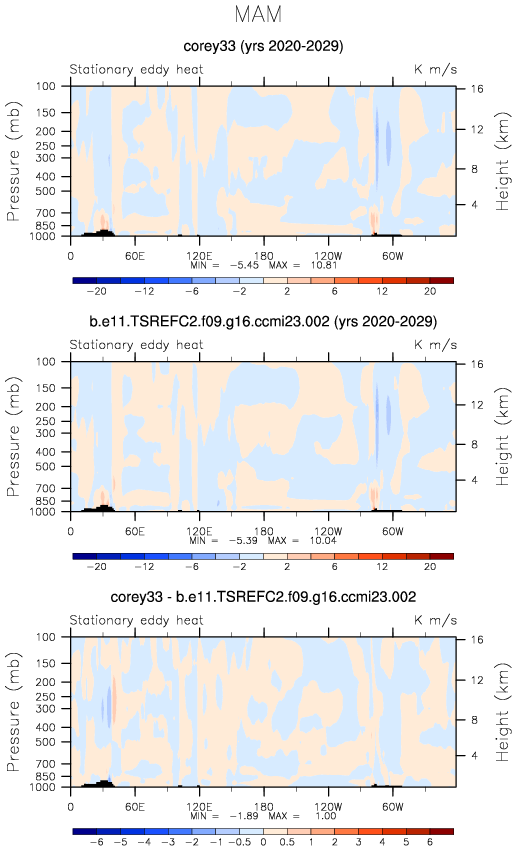 MAM
corey33 (yrs 2020-2029)
Stationary eddy heat K m/s
Pressure (mb)
100
150
200
250
300
400
500
700
850
1000
16
12
8
4
Height (km)
0 60E 120E 180 120W 60W
MIN = -5.45 MAX = 10.81
-20 -12 -6 -2 2 6 12 20
b.e11.TSREFC2.f09.g16.ccmi23.002 (yrs 2020-2029)
Stationary eddy heat K m/s
Pressure (mb)
100
150
200
250
300
400
500
700
850
1000
16
12
8
4
Height (km)
0 60E 120E 180 120W 60W
MIN = -5.39 MAX = 10.04
-20 -12 -6 -2 2 6 12 20
corey33 - b.e11.TSREFC2.f09.g16.ccmi23.002
Stationary eddy heat K m/s
Pressure (mb)
100
150
200
250
300
400
500
700
850
1000
16
12
8
4
Height (km)
0 60E 120E 180 120W 60W
MIN = -1.89 MAX = 1.00
-6 -5 -4 -3 -2 -1 -0.5 0 0.5 1 2 3 4 5 6